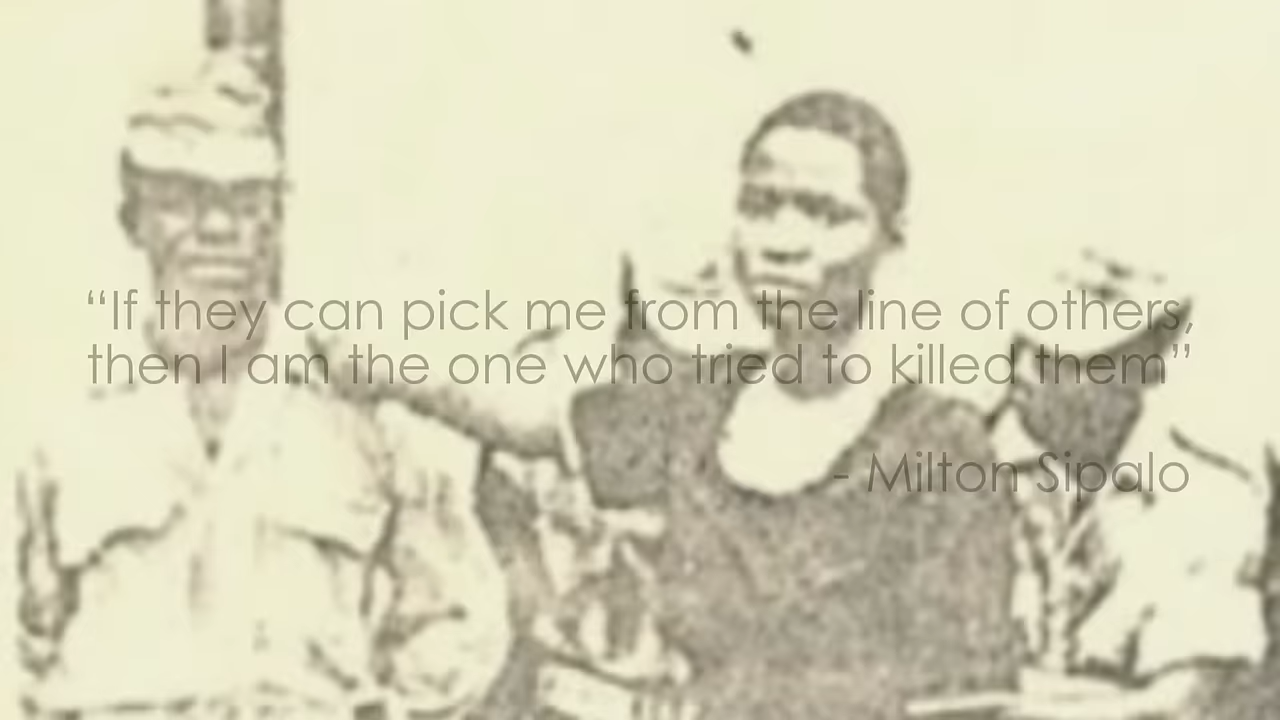 “If they can pick me from the line of others,
then I am the one who tried to killed them”
- Milton Sipalo